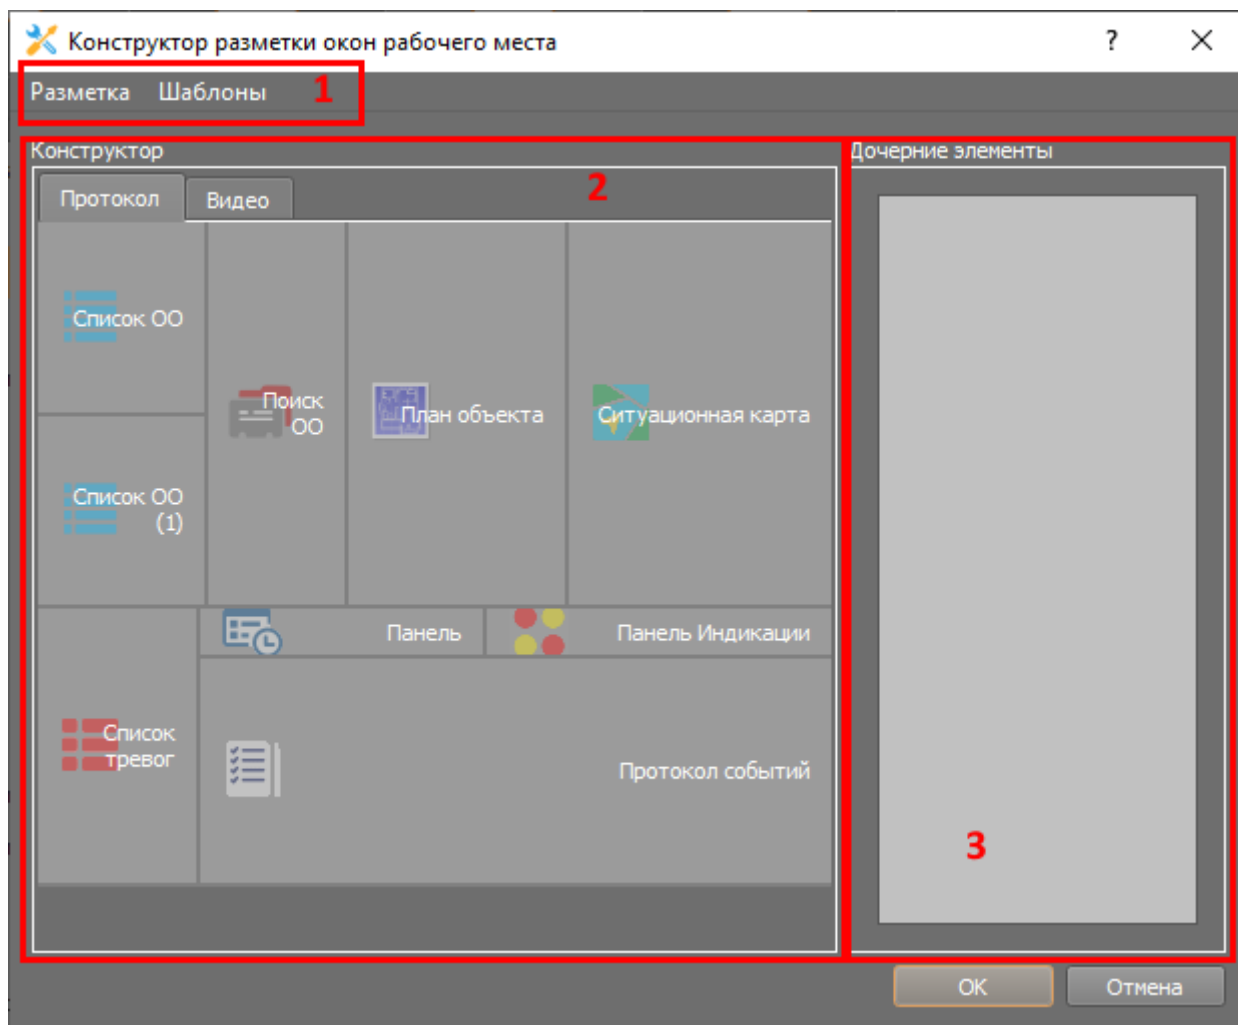 Конструктор разметки окон рабочего места
?
Разметка Шаблоны 1
Конструктор
Дочерние элементы
Протокол Видео 2
Список ОО
Поиск
ОО
План объекта
Ситуационная карта
Список ОО
(1)
Панель
Панель Индикации
Список
тревог
Протокол событий
3
OK
Отмена